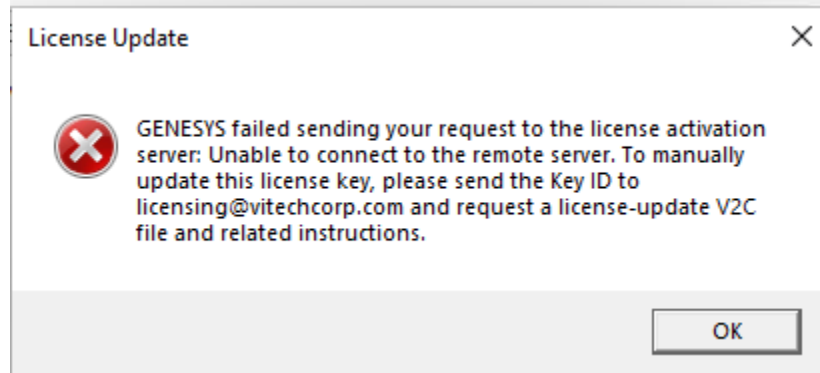 License Update
GENESYS failed sending your request to the license activation
server: Unable to connect to the remote server. To manually
update this license key, please send the Key ID to
licensing@vitechcorp.com and request a license-update V2C
file and related instructions.
OK